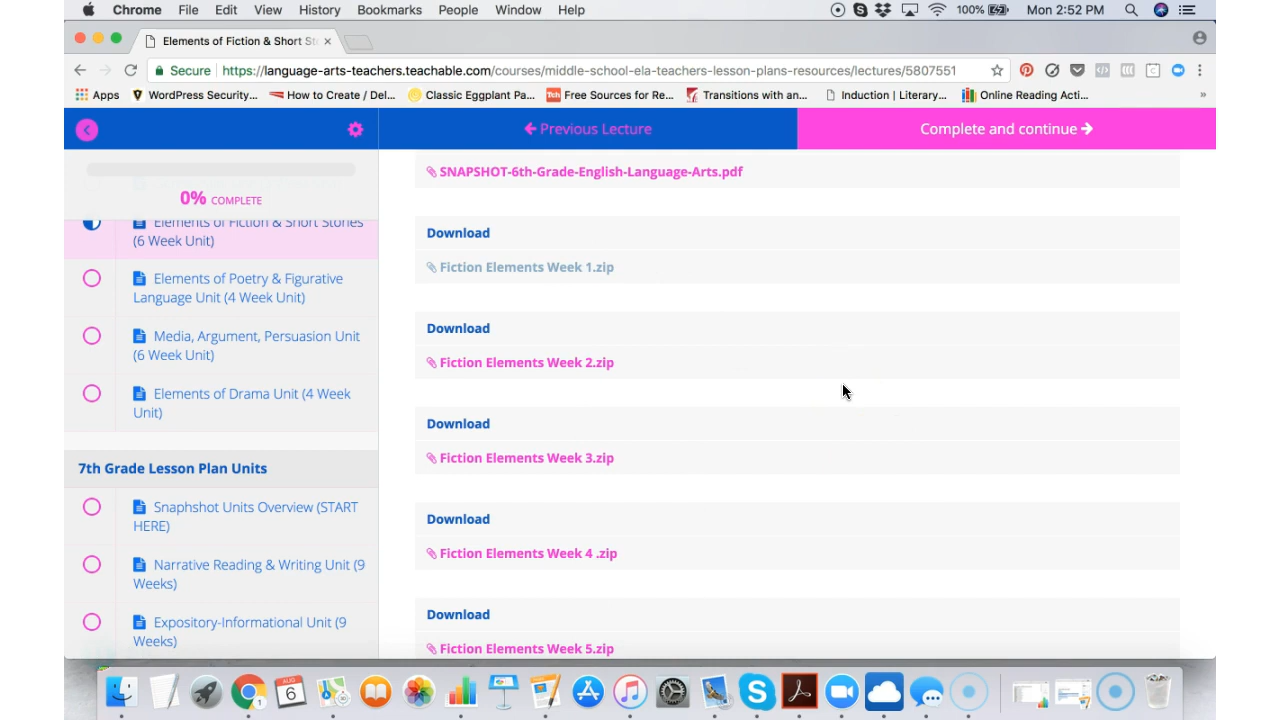 Chrome File Edit View History Bookmarks People Window Help 100% Mon 2:52 PM
Elements of Fiction & Short St
Secure https://language-arts-teachers.teachable.com/courses/middle-school-ela-teachers-lesson-plans-resources/lectures/5807551
Apps WordPress Security... How to Create / Del... Classic Eggplant Pa... Free Sources for Re... Transitions with an... Induction | Literary... Online Reading Acti... »
Previous Lecture
Complete and continue
0% COMPLETE
Elements of Fiction & Short Stories
(6 Week Unit)
Elements of Poetry & Figurative
Language Unit (4 Week Unit)
Media, Argument, Persuasion Unit
(6 Week Unit)
Elements of Drama Unit (4 Week
Unit)
7th Grade Lesson Plan Units
Snaphshot Units Overview (START
HERE)
Narrative Reading & Writing Unit (9
Weeks)
Expository-Informational Unit (9
Weeks)
SNAPSHOT-6th-Grade-English-Language-Arts.pdf
Download
Fiction Elements Week 1.zip
Download
Fiction Elements Week 2.zip
Download
Fiction Elements Week 3.zip
Download
Fiction Elements Week 4 .zip
Download
Fiction Elements Week 5.zip
AUG
6